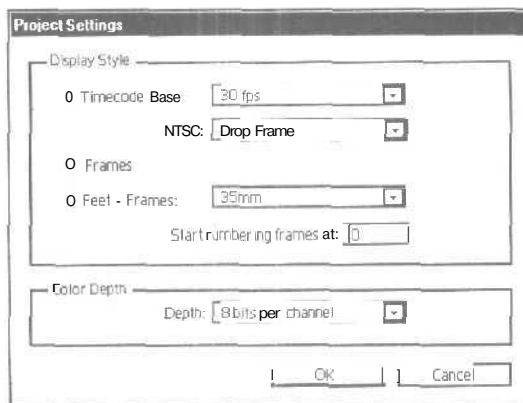 Project Settings
Display Style
0 Timecode Base 30 fps
NTSC: Drop Frame
O Frames
O Feet - Frames: 35mm
Start numbering frames at: 0
Color Depth
Depth: 8 bits per channel
OK Cancel